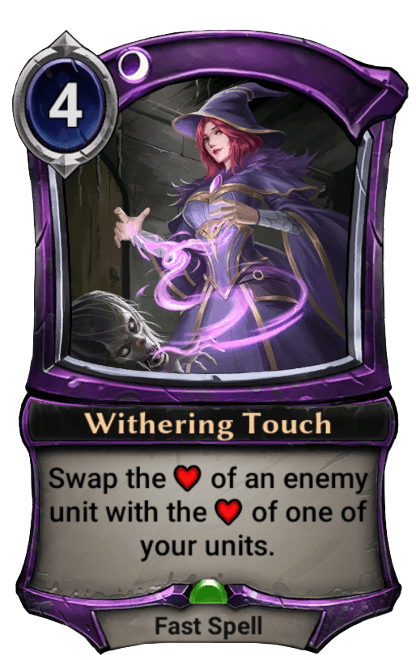 4
Withering Touch
Swap the ❤ of an enemy
unit with the ❤ of one of
your units.
Fast Spell